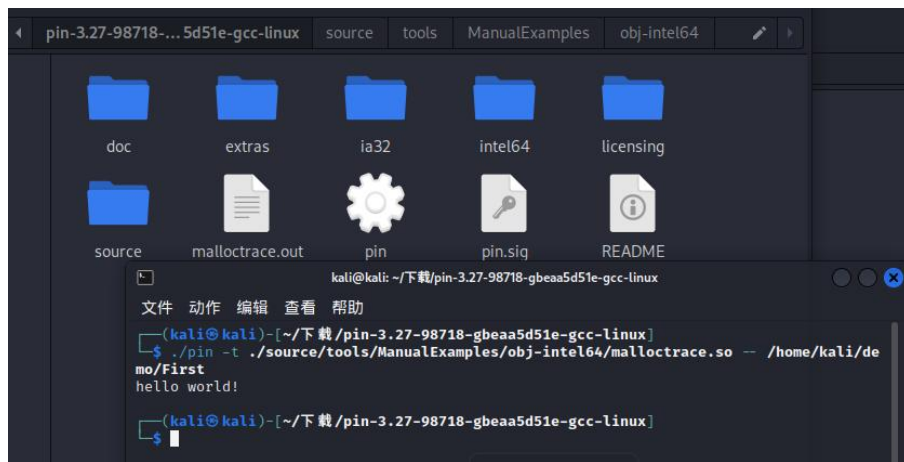 pin-3.27-98718-...5d51e-gcc-linux source tools ManualExamples obj-intel64
doc extras ia32 intel64 licensing
source malloctrace.out pin pin.sig README
kali@kali: ~/下载/pin-3.27-98718-gbeaa5d51e-gcc-linux
文件 动作 编辑 查看 帮助
┌──(kali㉿kali)-[~/下载/pin-3.27-98718-gbeaa5d51e-gcc-linux]
└─$ ./pin -t ./source/tools/ManualExamples/obj-intel64/malloctrace.so -- /home/kali/de
mo/First
hello world!
┌──(kali㉿kali)-[~/下载/pin-3.27-98718-gbeaa5d51e-gcc-linux]
└─$